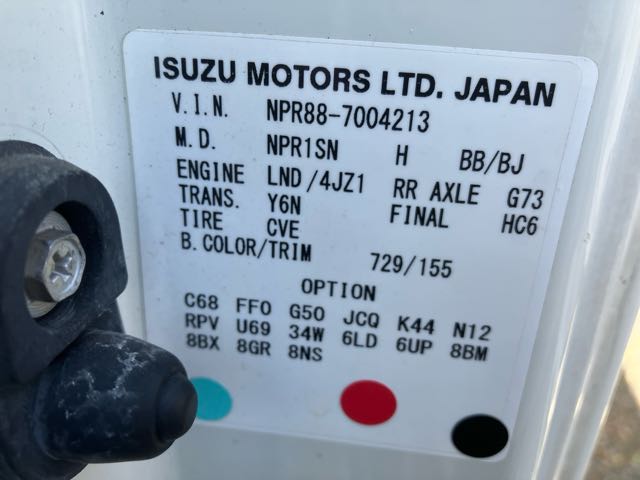 ISUZU MOTORS LTD. JAPAN
V.I.N. NPR88-7004213
M.D. NPR1SN H BB/BJ
ENGINE LND/4JZ1 RR AXLE G73
TRANS. Y6N FINAL HC6
TIRE CVE
B.COLOR/TRIM 729/155
OPTION
C68 FF0 G50 JCQ K44 N12
RPV U69 34W 6LD 6UP 8BM
8BX 8GR 8NS